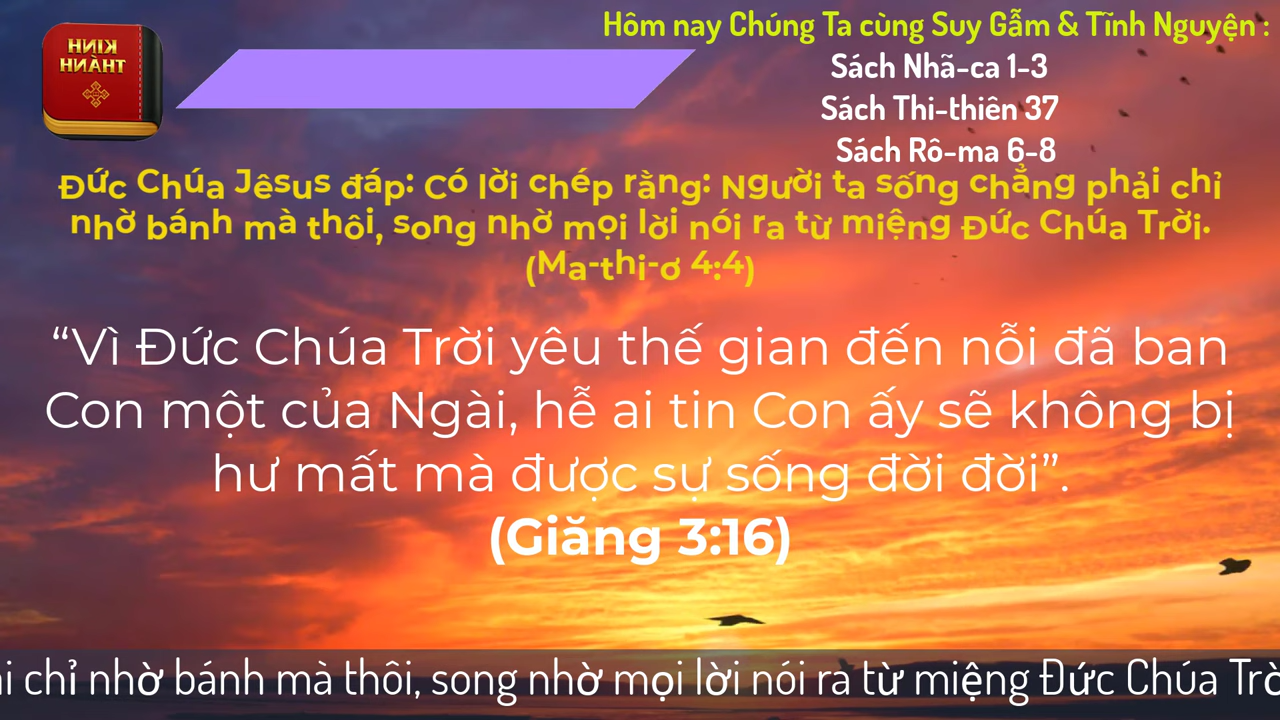 KINH
THÀNH
Hôm nay Chúng Ta cùng Suy Gẫm & Tĩnh Nguyện :
Sách Nhã-ca 1-3
Sách Thi-thiên 37
Sách Rô-ma 6-8
Đức Chúa Jêsus đáp: Có lời chép rằng: Người ta sống chẳng phải chỉ
nhờ bánh mà thôi, song nhờ mọi lời nói ra từ miệng Đức Chúa Trời.
(Ma-thi-ơ 4:4)
“Vì Đức Chúa Trời yêu thế gian đến nỗi đã ban
Con một của Ngài, hễ ai tin Con ấy sẽ không bị
hư mất mà được sự sống đời đời”.
(Giăng 3:16)
chỉ nhờ bánh mà thôi, song nhờ mọi lời nói ra từ miệng Đức Chúa